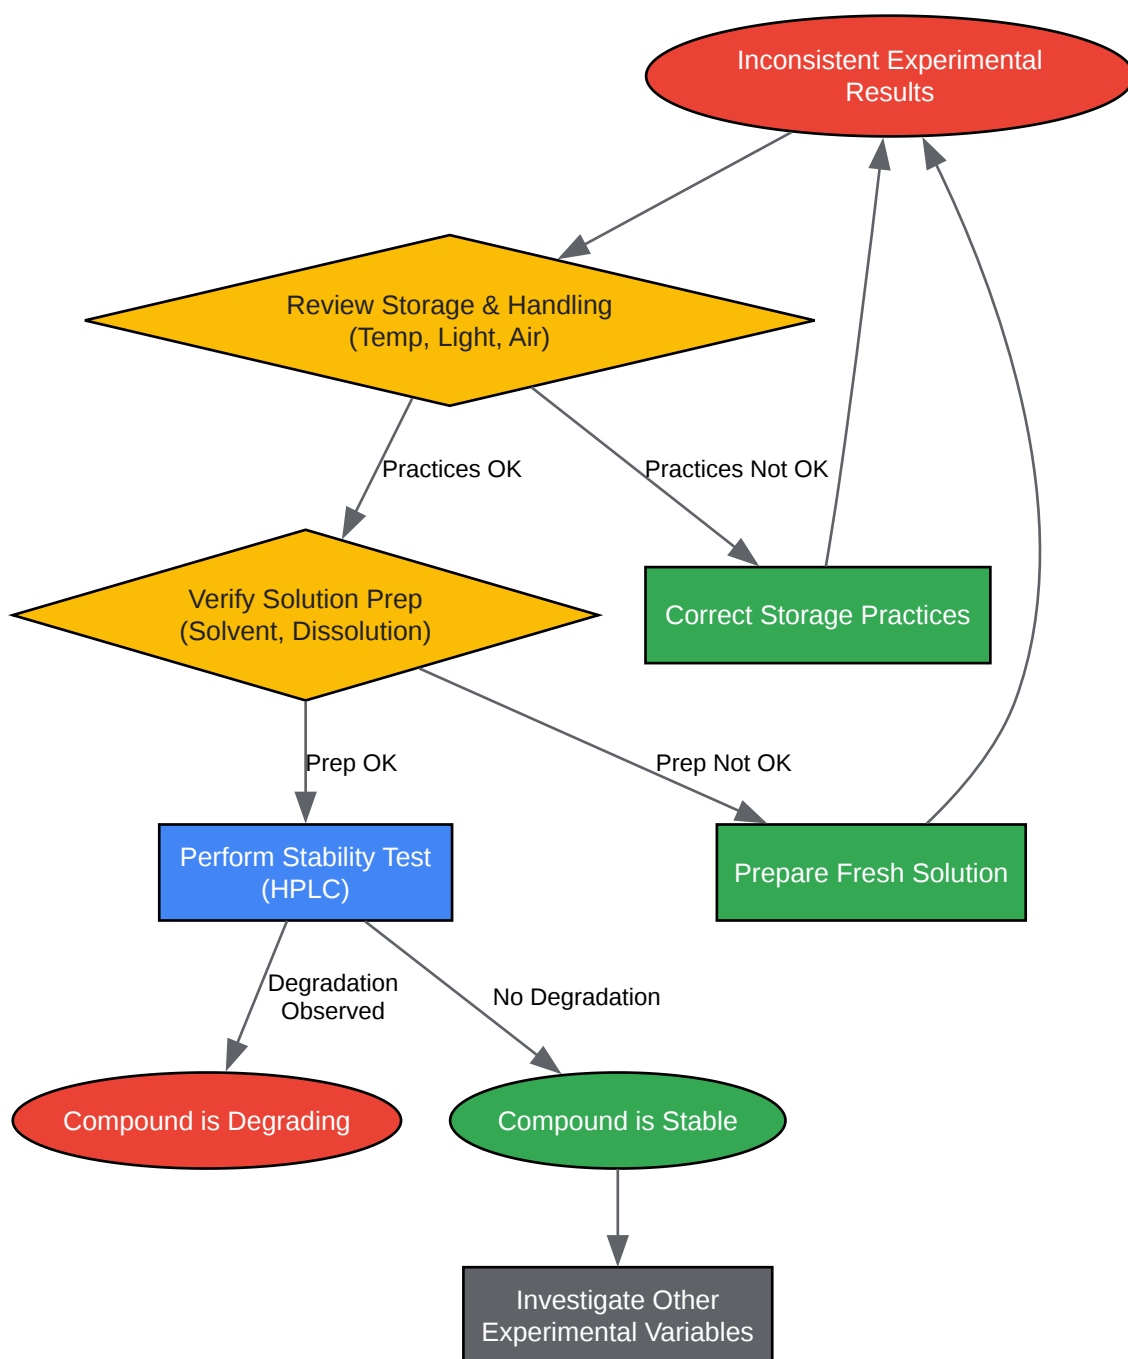 Inconsistent Experimental
Results
Review Storage & Handling
(Temp, Light, Air)
Practices OK
Practices Not OK
Verify Solution Prep
(Solvent, Dissolution)
Correct Storage Practices
Prep OK
Prep Not OK
Perform Stability Test
(HPLC)
Prepare Fresh Solution
Degradation
Observed
No Degradation
Compound is Degrading
Compound is Stable
Investigate Other
Experimental Variables